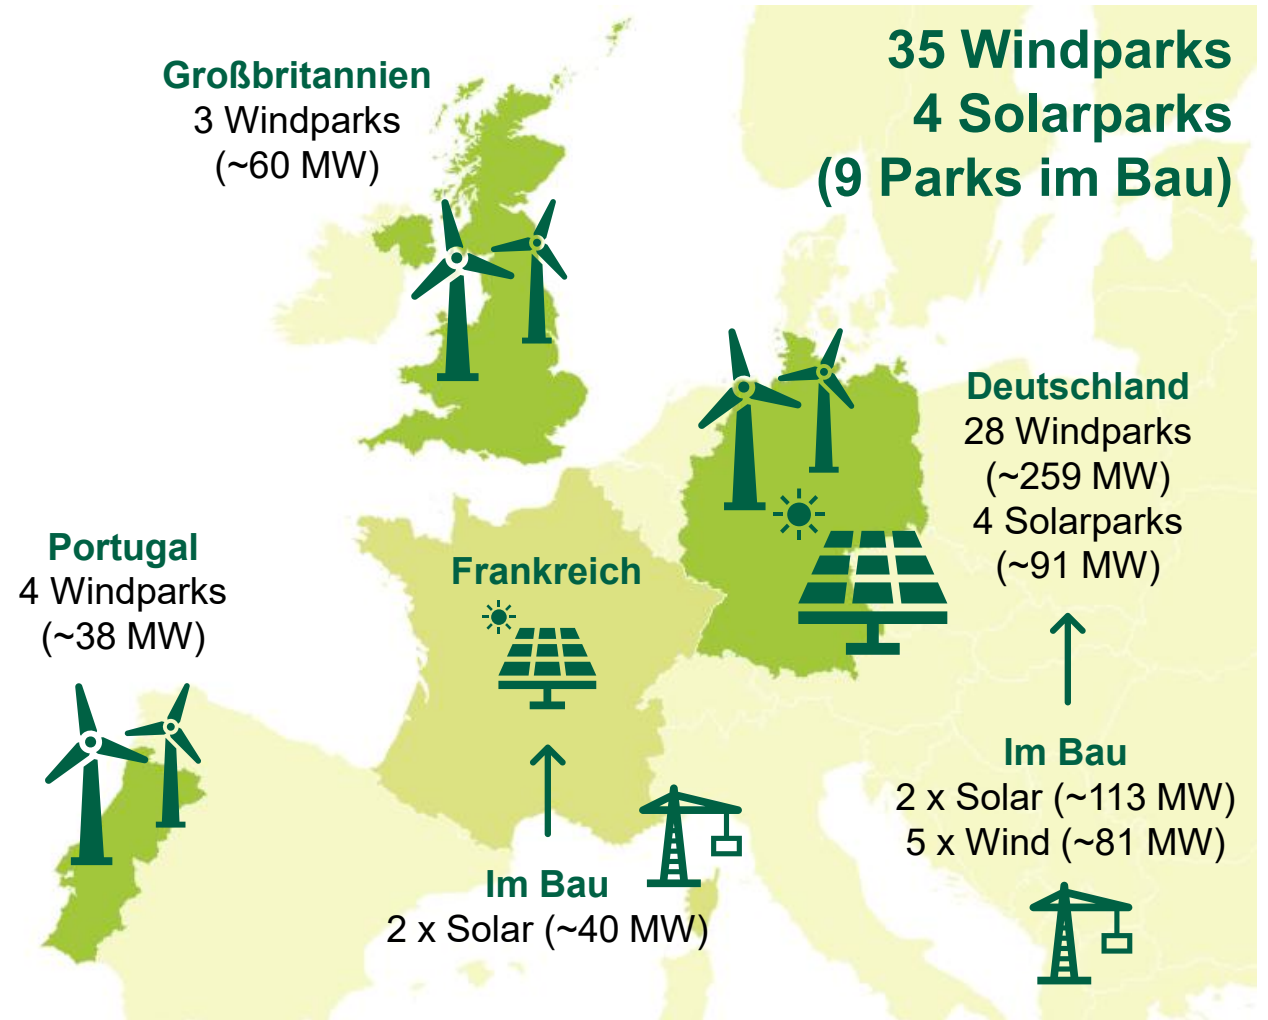 35 Windparks
4 Solarparks
(9 Parks im Bau)
Großbritannien
3 Windparks
(~60 MW)
Deutschland
28 Windparks
(~259 MW)
4 Solarparks
(~91 MW)
Portugal
4 Windparks
(~38 MW)
Frankreich
Im Bau
2 x Solar (~113 MW)
5 x Wind (~81 MW)
Im Bau
2 x Solar (~40 MW)